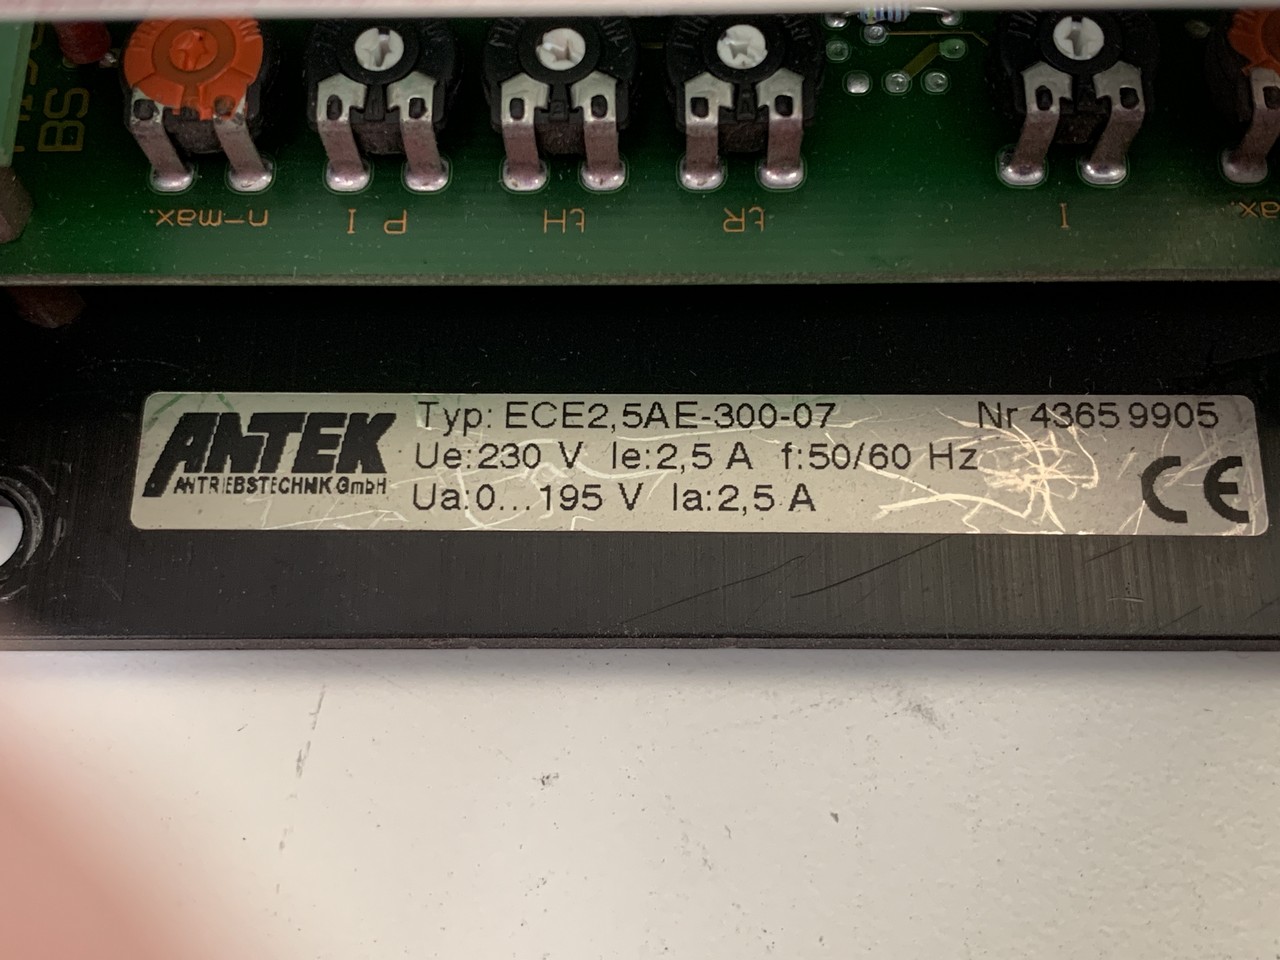 BS
n-max.
P I
tH
tR
I
ANTEK
ANTRIEBSTECHNIK GmbH
Typ: ECE2,5AE-300-07 Nr 4365 9905
Ue:230 V Ie:2,5 A f:50/60 Hz
Ua:0...195 V Ia:2,5 A
CE